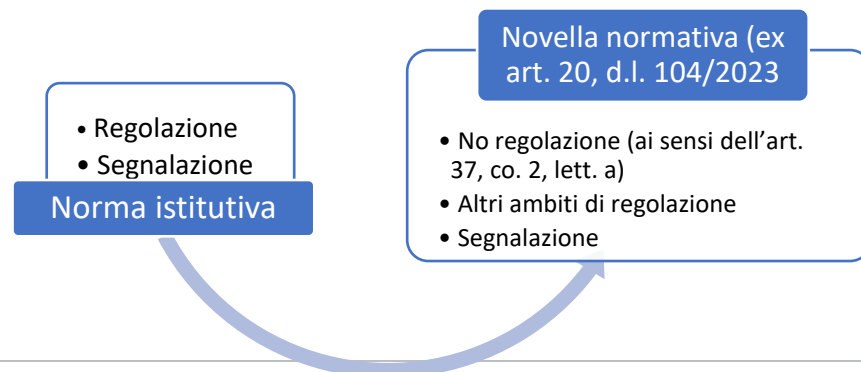 • Regolazione
• Segnalazione
Norma istitutiva
Novella normativa (ex
art. 20, d.l. 104/2023
• No regolazione (ai sensi dell’art.
37, co. 2, lett. a)
• Altri ambiti di regolazione
• Segnalazione